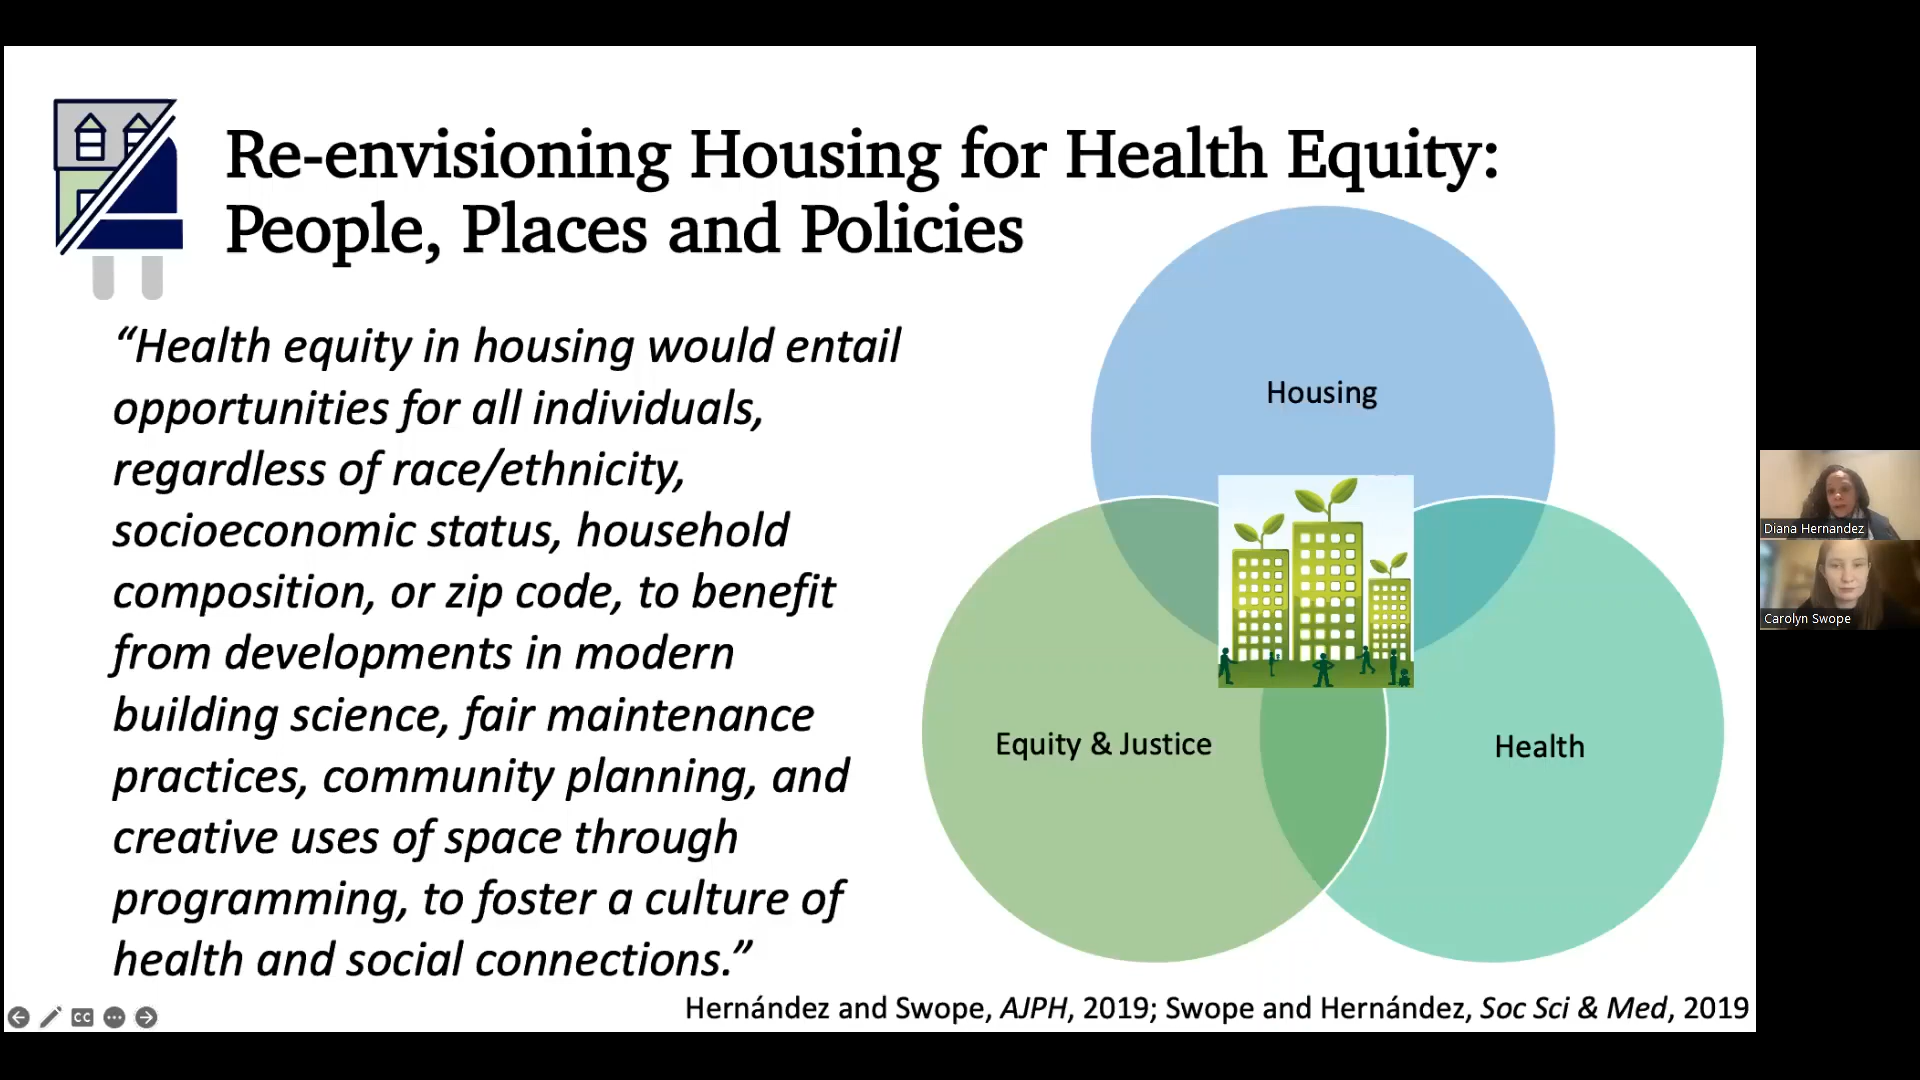 Re-envisioning Housing for Health Equity:
People, Places and Policies
“Health equity in housing would entail
opportunities for all individuals,
regardless of race/ethnicity,
socioeconomic status, household
composition, or zip code, to benefit
from developments in modern
building science, fair maintenance
practices, community planning, and
creative uses of space through
programming, to foster a culture of
health and social connections.”
Housing
Equity & Justice
Health
Hernández and Swope, AJPH, 2019; Swope and Hernández, Soc Sci & Med, 2019
CC
Diana Hernandez
Carolyn Swope